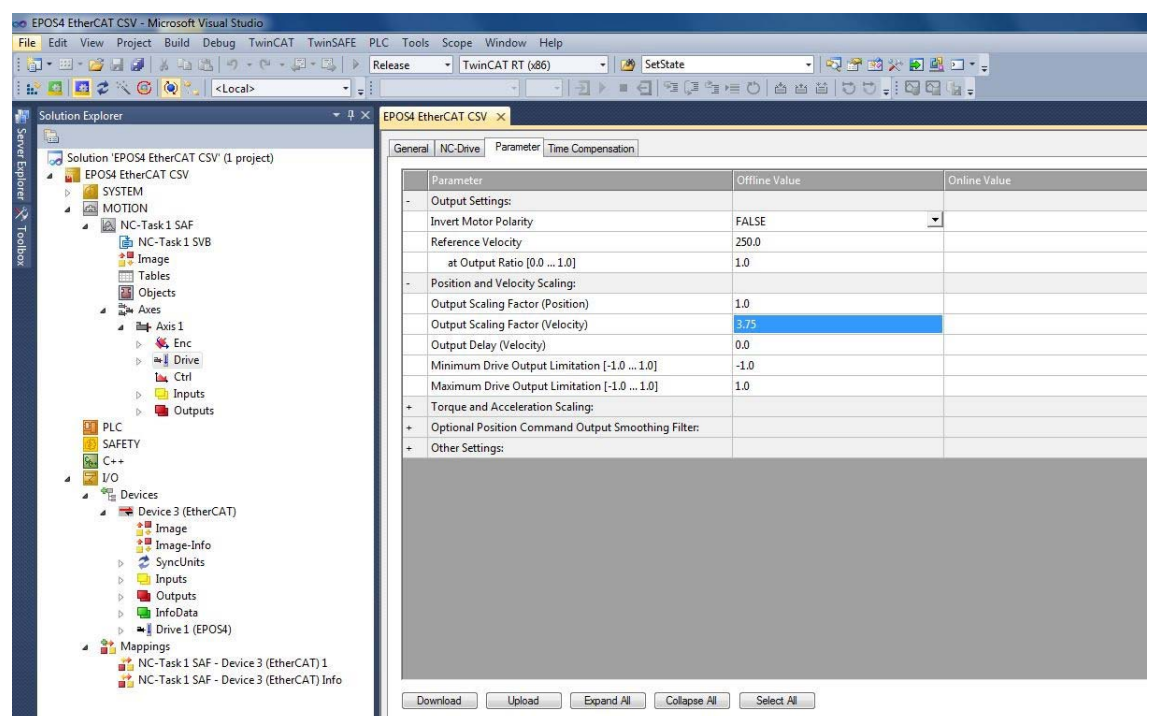 EPOS4 EtherCAT CSV - Microsoft Visual Studio
File Edit View Project Build Debug TwinCAT TwinSAFE PLC Tools Scope Window Help
Release TwinCAT RT (x86) SetState
<Local>
Server Explorer
Toolbox
Solution Explorer
Solution 'EPOS4 EtherCAT CSV' (1 project)
EPOS4 EtherCAT CSV
SYSTEM
MOTION
NC-Task 1 SAF
NC-Task 1 SVB
Image
Tables
Objects
Axes
Axis 1
Enc
Drive
Ctrl
Inputs
Outputs
PLC
SAFETY
C++
I/O
Devices
Device 3 (EtherCAT)
Image
Image-Info
SyncUnits
Inputs
Outputs
InfoData
Drive 1 (EPOS4)
Mappings
NC-Task 1 SAF - Device 3 (EtherCAT) 1
NC-Task 1 SAF - Device 3 (EtherCAT) Info
EPOS4 EtherCAT CSV
General NC-Drive Parameter Time Compensation
Parameter Offline Value Online Value
- Output Settings:
Invert Motor Polarity FALSE
Reference Velocity 250.0
at Output Ratio [0.0 ... 1.0] 1.0
- Position and Velocity Scaling:
Output Scaling Factor (Position) 1.0
Output Scaling Factor (Velocity) 3.75
Output Delay (Velocity) 0.0
Minimum Drive Output Limitation [-1.0 ... 1.0] -1.0
Maximum Drive Output Limitation [-1.0 ... 1.0] 1.0
+ Torque and Acceleration Scaling:
+ Optional Position Command Output Smoothing Filter:
+ Other Settings:
Download Upload Expand All Collapse All Select All